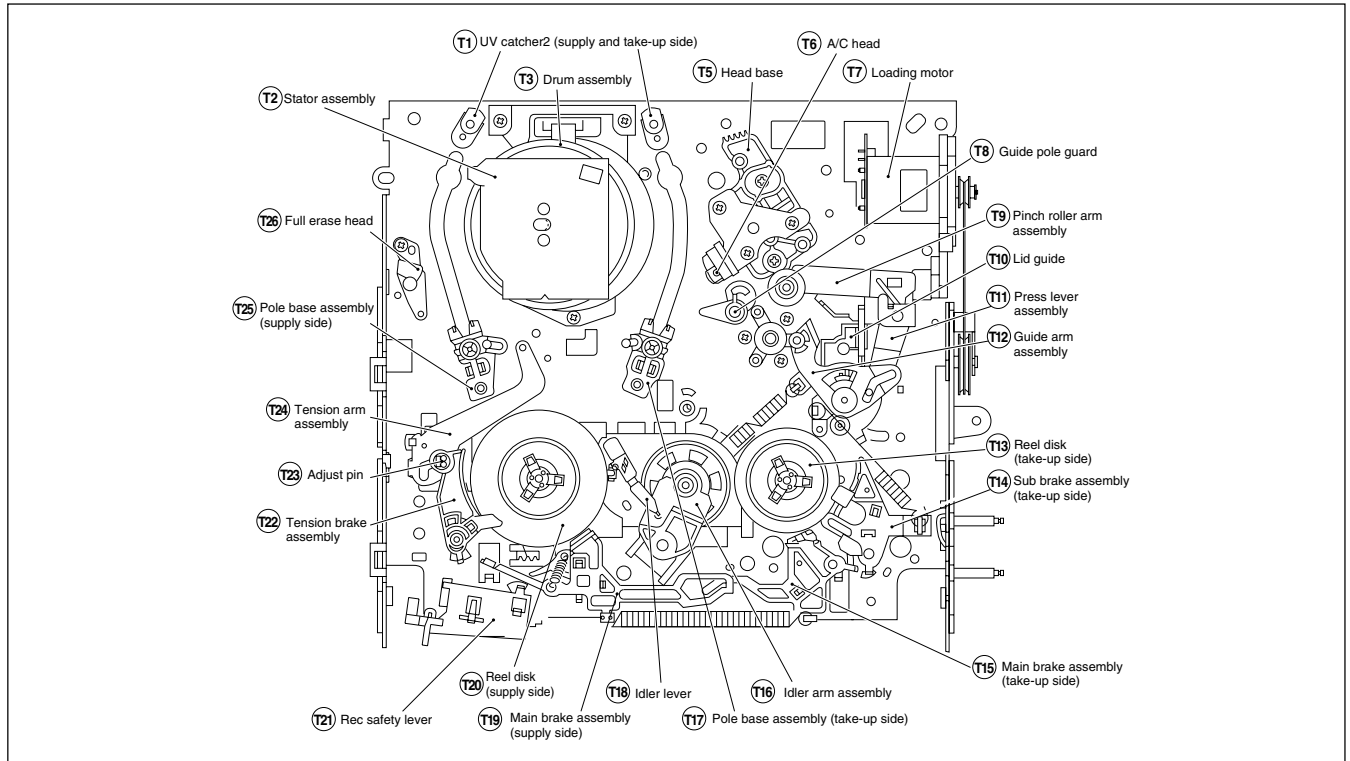 T1 UV catcher2 (supply and take-up side)
T2 Stator assembly
T3 Drum assembly
T5 Head base
T6 A/C head
T7 Loading motor
T8 Guide pole guard
T9 Pinch roller arm
assembly
T10 Lid guide
T11 Press lever
assembly
T12 Guide arm
assembly
T13 Reel disk
(take-up side)
T14 Sub brake assembly
(take-up side)
T15 Main brake assembly
(take-up side)
T16 Idler arm assembly
T17 Pole base assembly (take-up side)
T18 Idler lever
T19 Main brake assembly
(supply side)
T20 Reel disk
(supply side)
T21 Rec safety lever
T22 Tension brake
assembly
T23 Adjust pin
T24 Tension arm
assembly
T25 Pole base assembly
(supply side)
T26 Full erase head